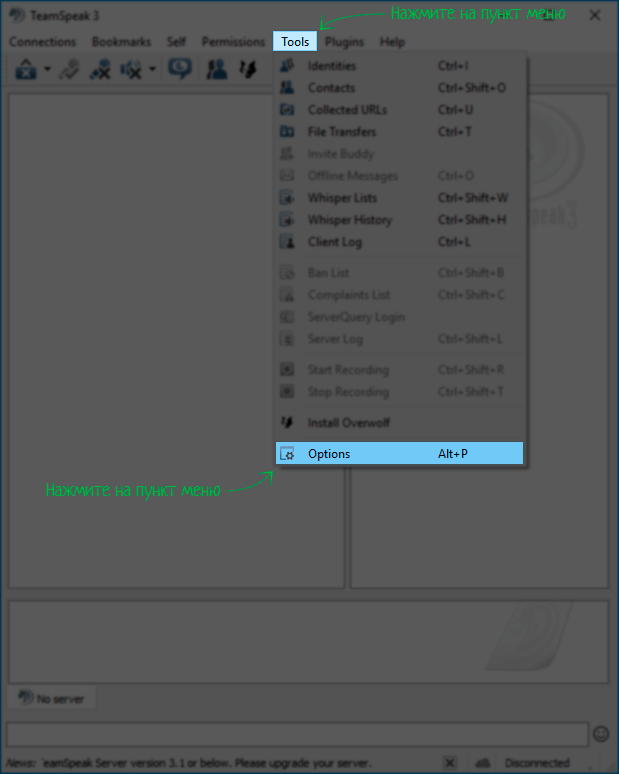 TeamSpeak 3
Нажмите на пункт меню
Connections Bookmarks Self Permissions Tools Plugins Help
Identities Ctrl+I
Contacts Ctrl+Shift+O
Collected URLs Ctrl+U
File Transfers Ctrl+T
Invite Buddy
Offline Messages Ctrl+O
Whisper Lists Ctrl+Shift+W
Whisper History Ctrl+Shift+H
Client Log Ctrl+L
Ban List Ctrl+Shift+B
Complaints List Ctrl+Shift+C
ServerQuery Login
Server Log Ctrl+Shift+L
Start Recording Ctrl+Shift+R
Stop Recording Ctrl+Shift+T
Install Overwolf
Options Alt+P
Нажмите на пункт меню
No server
News: TeamSpeak Server version 3.1 or below. Please upgrade your server. Disconnected